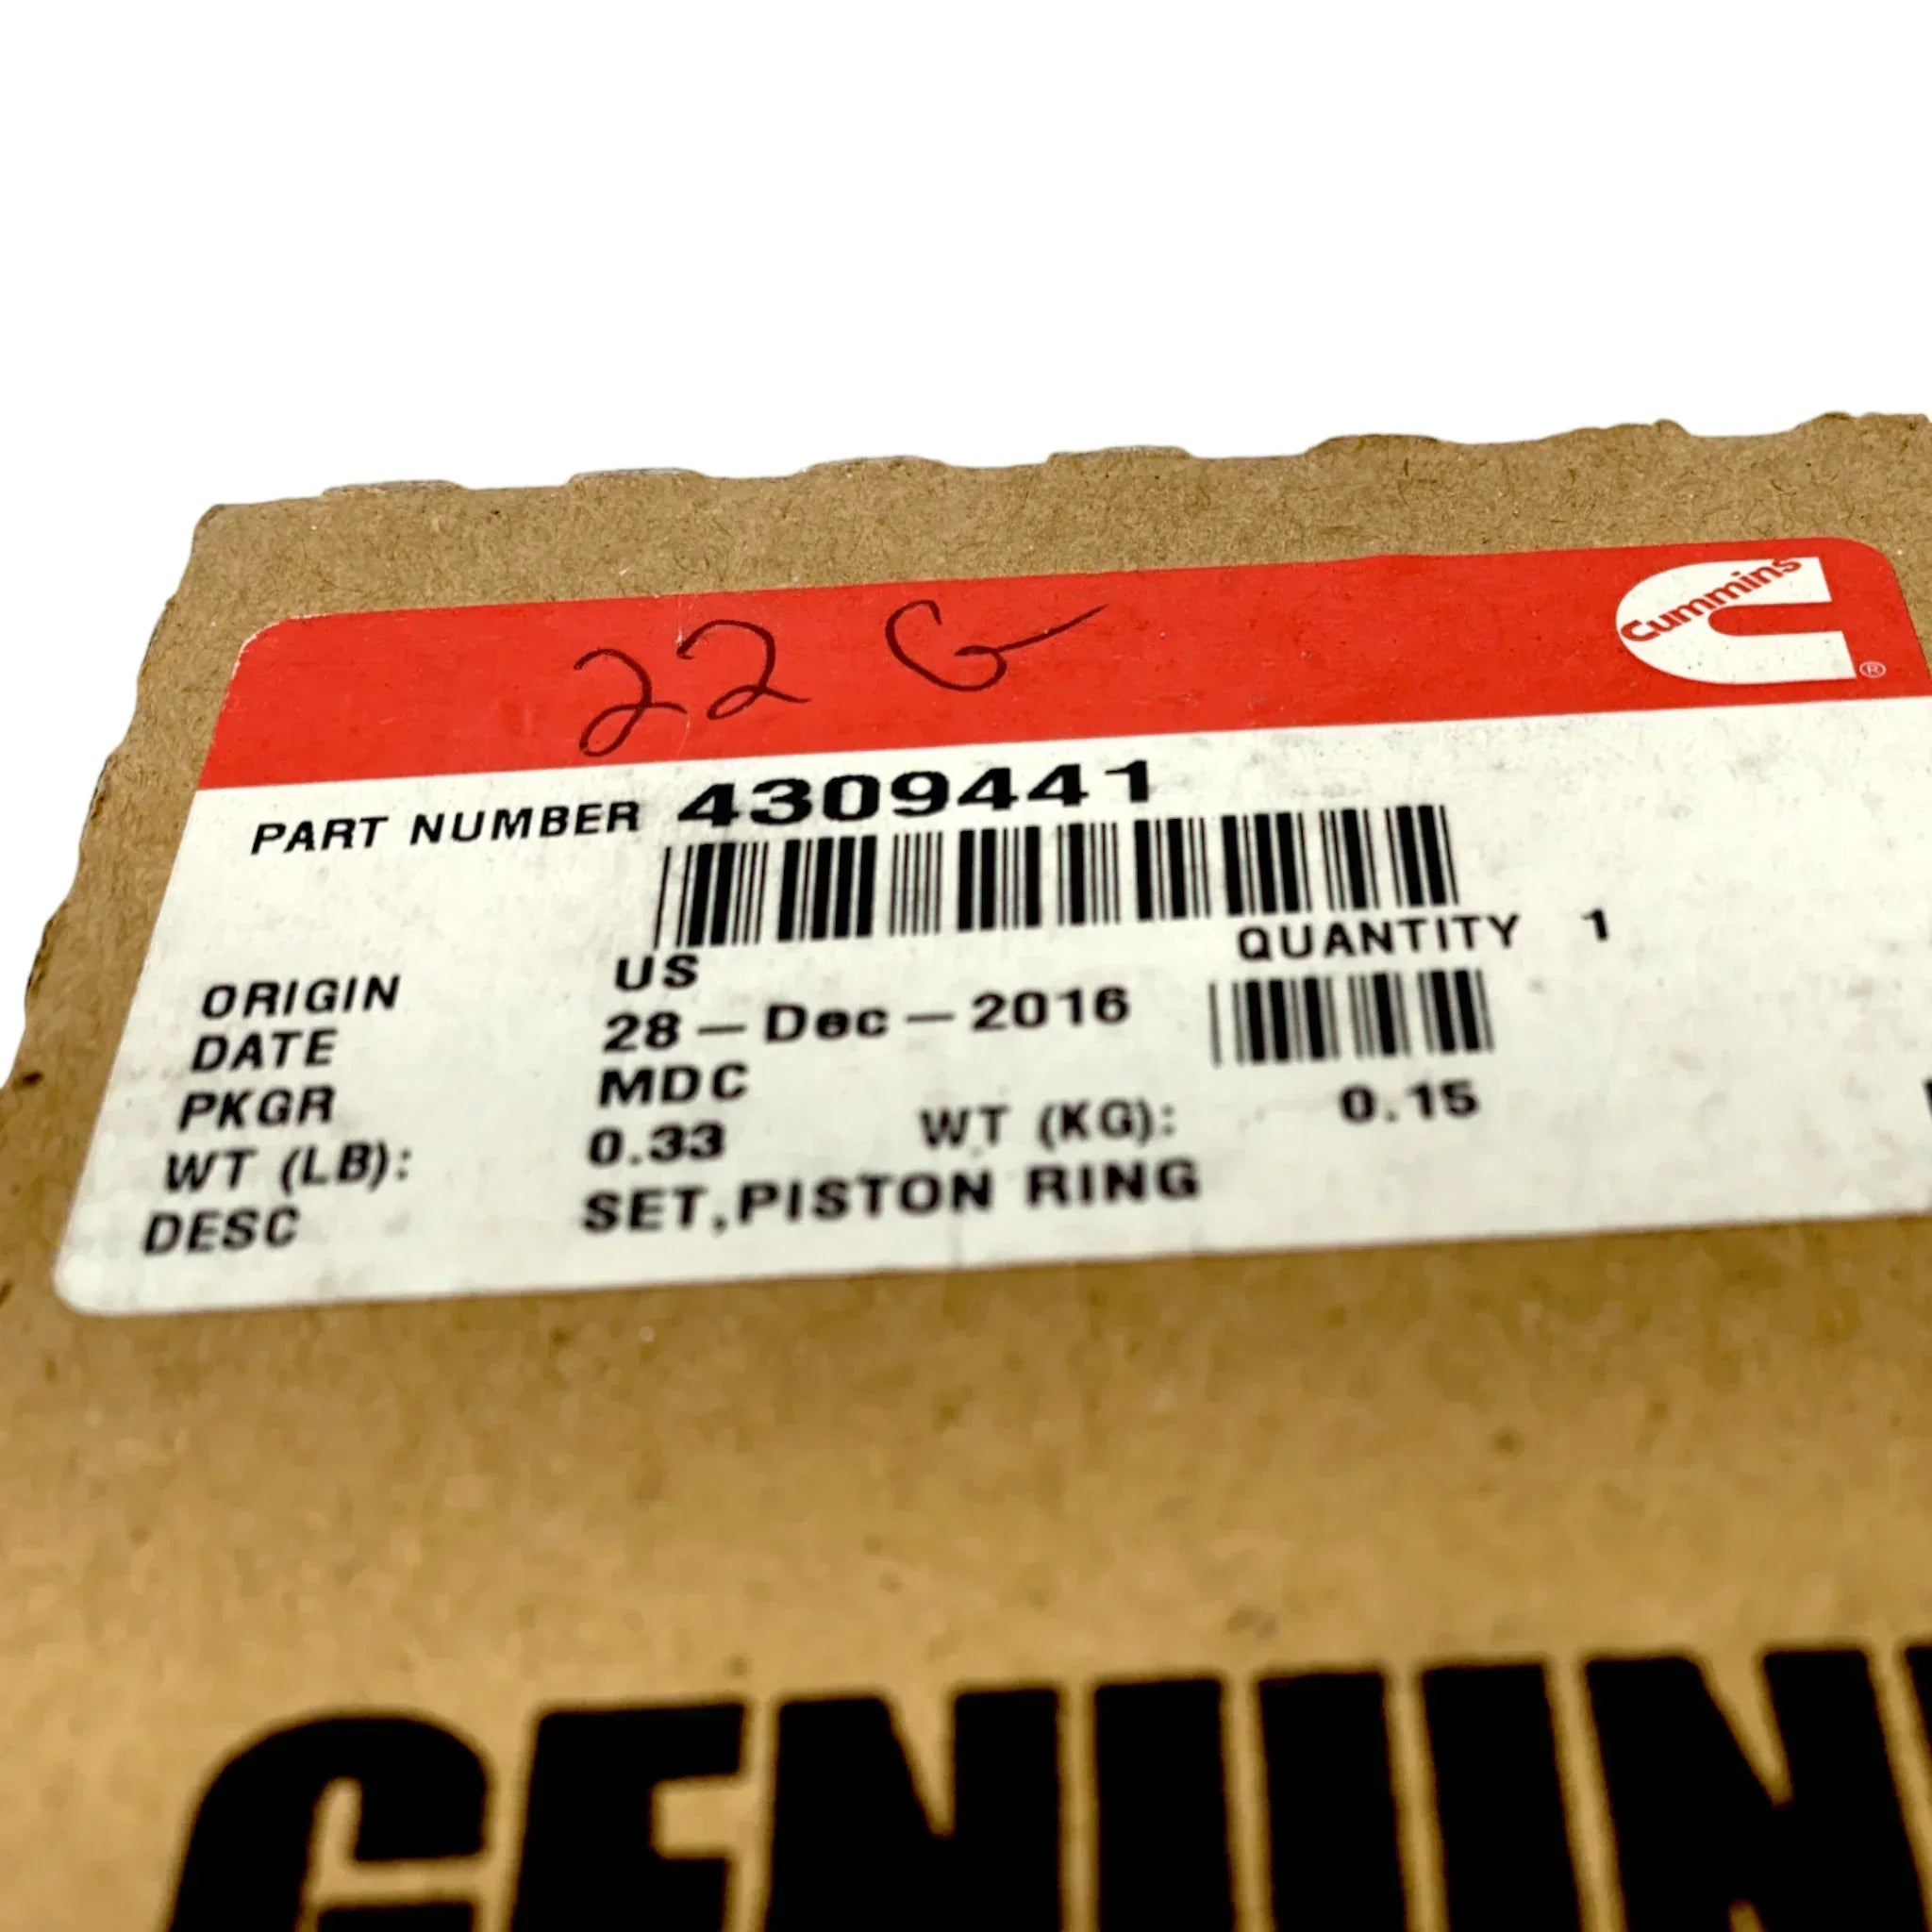 22 G
Cummins
®
PART NUMBER 4309441
QUANTITY 1
ORIGIN US
DATE 28-Dec-2016
PKGR MDC
WT (LB): 0.33 WT (KG): 0.15
DESC SET,PISTON RING
GENUIN